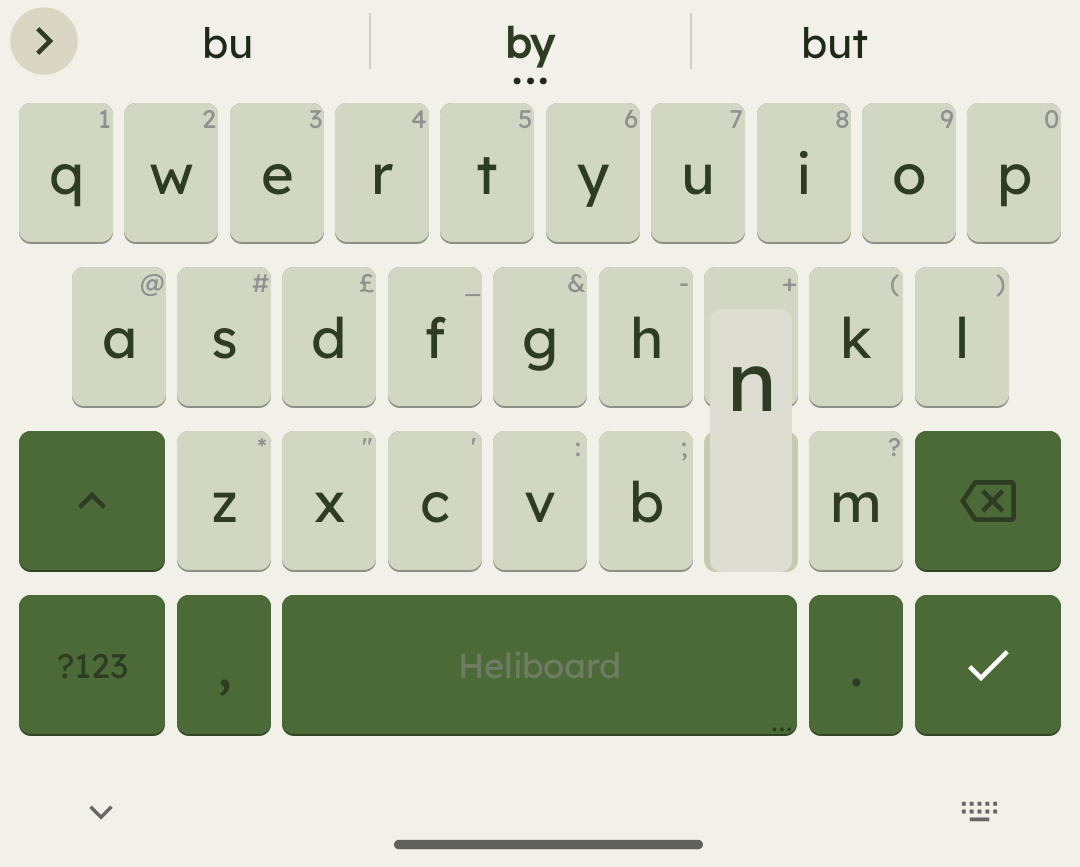 bu by but
1 2 3 4 5 6 7 8 9 0
q w e r t y u i o p
@ # £ _ & - + ( )
a s d f g h k l
n
* " ' : ; ?
z x c v b m
?123 , Heliboard .